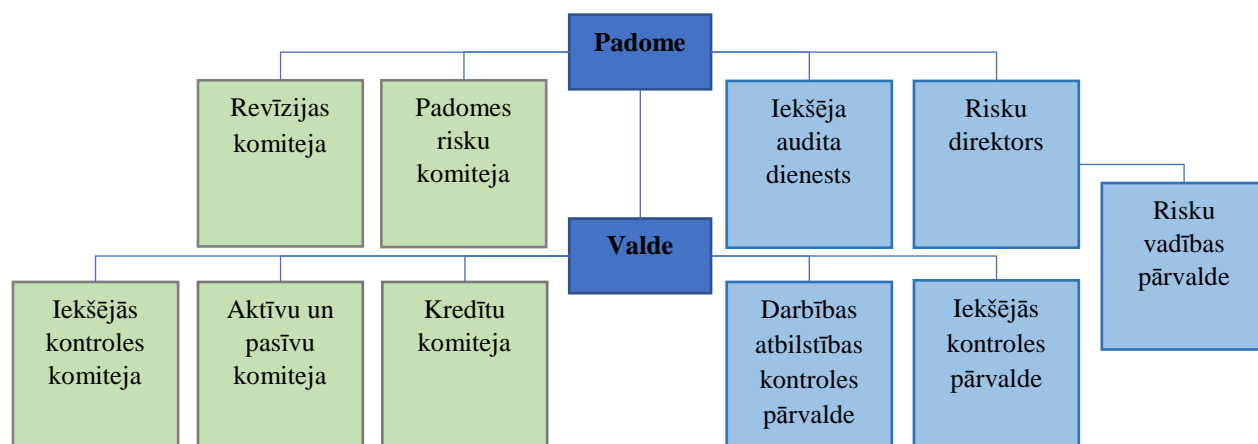 Padome
Revīzijas
komiteja
Padomes
risku
komiteja
Iekšēja
audita
dienests
Risku
direktors
Risku
vadības
pārvalde
Valde
Iekšējās
kontroles
komiteja
Aktīvu un
pasīvu
komiteja
Kredītu
komiteja
Darbības
atbilstības
kontroles
pārvalde
Iekšējās
kontroles
pārvalde